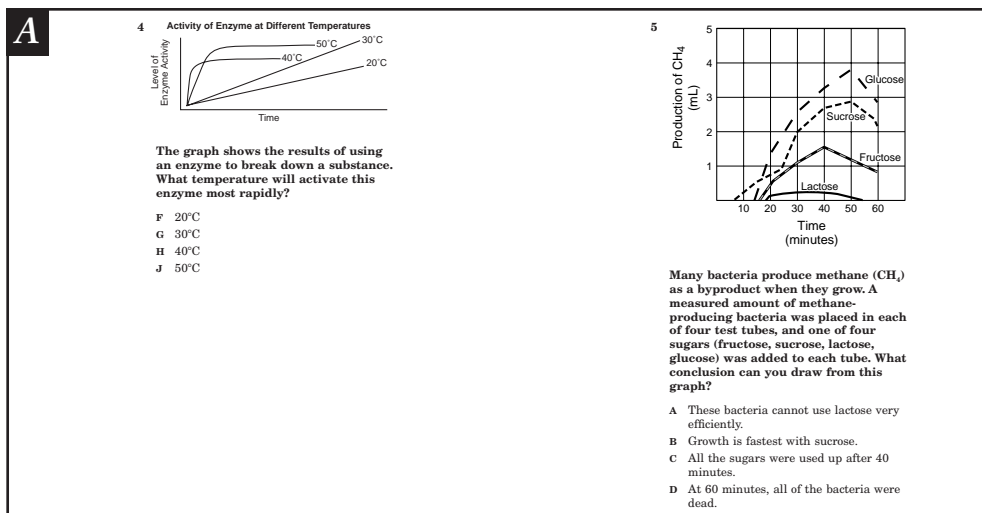 A
4 Activity of Enzyme at Different Temperatures
Level of
Enzyme Activity
50˚C
30˚C
40˚C
20˚C
Time
The graph shows the results of using
an enzyme to break down a substance.
What temperature will activate this
enzyme most rapidly?
F 20°C
G 30°C
H 40°C
J 50°C
5
Production of CH4
(mL)
5
4
3
2
1
Glucose
Sucrose
Fructose
Lactose
10 20 30 40 50 60
Time
(minutes)
Many bacteria produce methane (CH4)
as a byproduct when they grow. A
measured amount of methane-
producing bacteria was placed in each
of four test tubes, and one of four
sugars (fructose, sucrose, lactose,
glucose) was added to each tube. What
conclusion can you draw from this
graph?
A These bacteria cannot use lactose very
efficiently.
B Growth is fastest with sucrose.
C All the sugars were used up after 40
minutes.
D At 60 minutes, all of the bacteria were
dead.